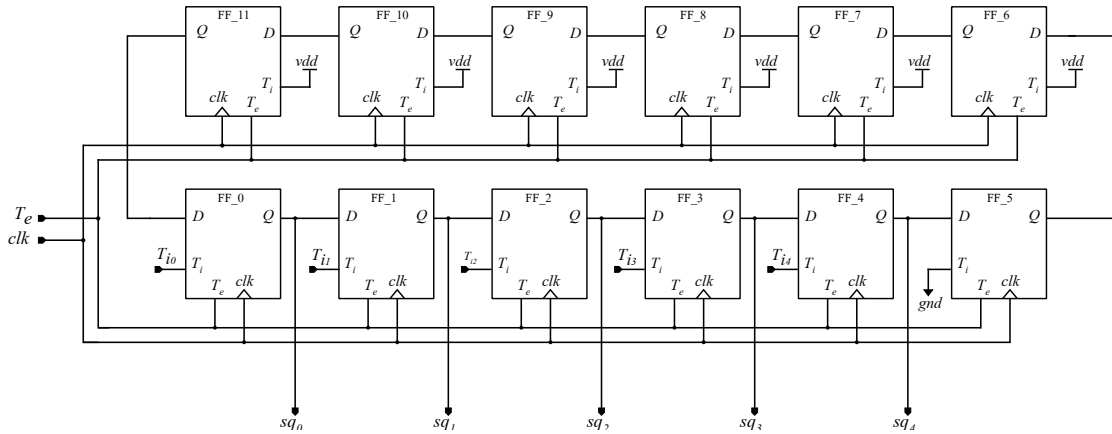 FF_11 FF_10 FF_9 FF_8 FF_7 FF_6
Q D Q D Q D Q D Q D Q D
vdd vdd vdd vdd vdd vdd
Ti Ti Ti Ti Ti Ti
clk Te clk Te clk Te clk Te clk Te clk Te
FF_0 FF_1 FF_2 FF_3 FF_4 FF_5
Te D Q D Q D Q D Q D Q D Q
clk
Ti0 Ti Ti1 Ti Ti2 Ti Ti3 Ti Ti4 Ti Ti
Te clk Te clk Te clk Te clk Te clk gnd Te clk
sq0 sq1 sq2 sq3 sq4